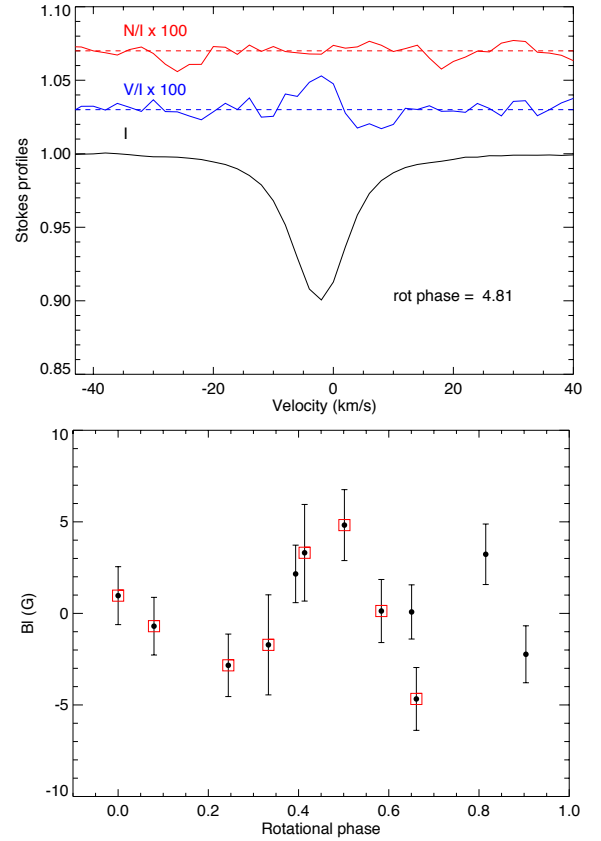 1.10
N/I x 100
1.05
V/I x 100
I
1.00
Stokes profiles
0.95
rot phase = 4.81
0.90
0.85
-40 -20 0 20 40
Velocity (km/s)
10
5
Bl (G)
0
-5
-10
0.0 0.2 0.4 0.6 0.8 1.0
Rotational phase